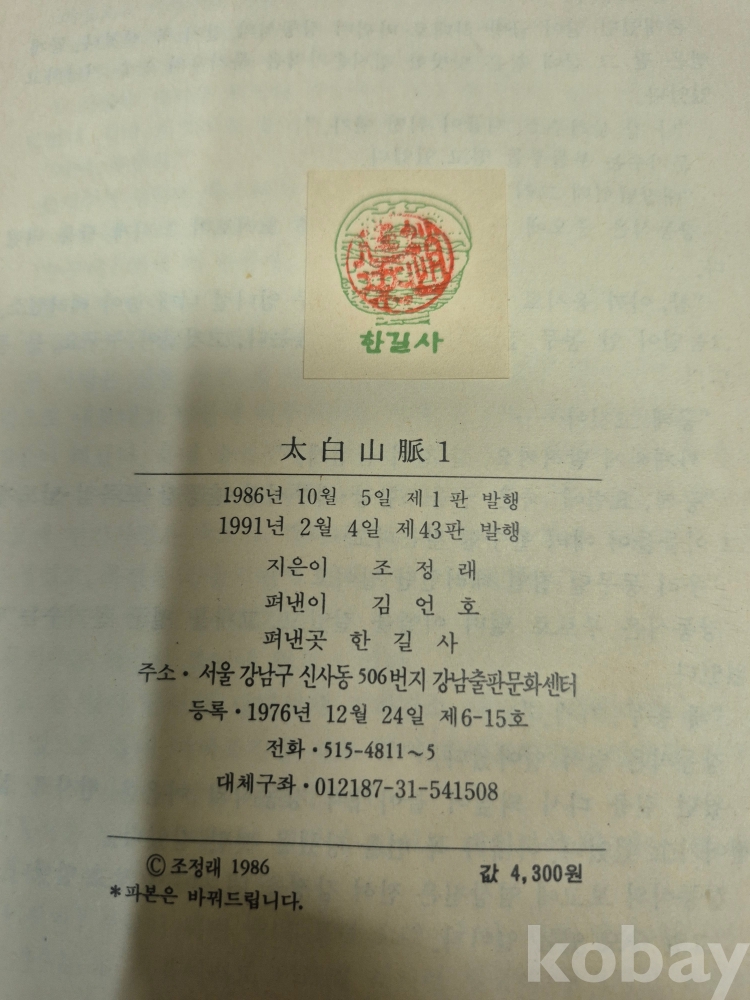 한길사
太白山脈 1
1986년 10월 5일 제1판 발행
1991년 2월 4일 제43판 발행
지은이 조정래
펴낸이 김언호
펴낸곳 한길사
주소·서울 강남구 신사동 506번지 강남출판문화센터
등록·1976년 12월 24일 제6-15호
전화·515-4811~5
대체구좌·012187-31-541508
ⓒ 조정래 1986
값 4,300원
*파본은 바꿔드립니다.
kobay